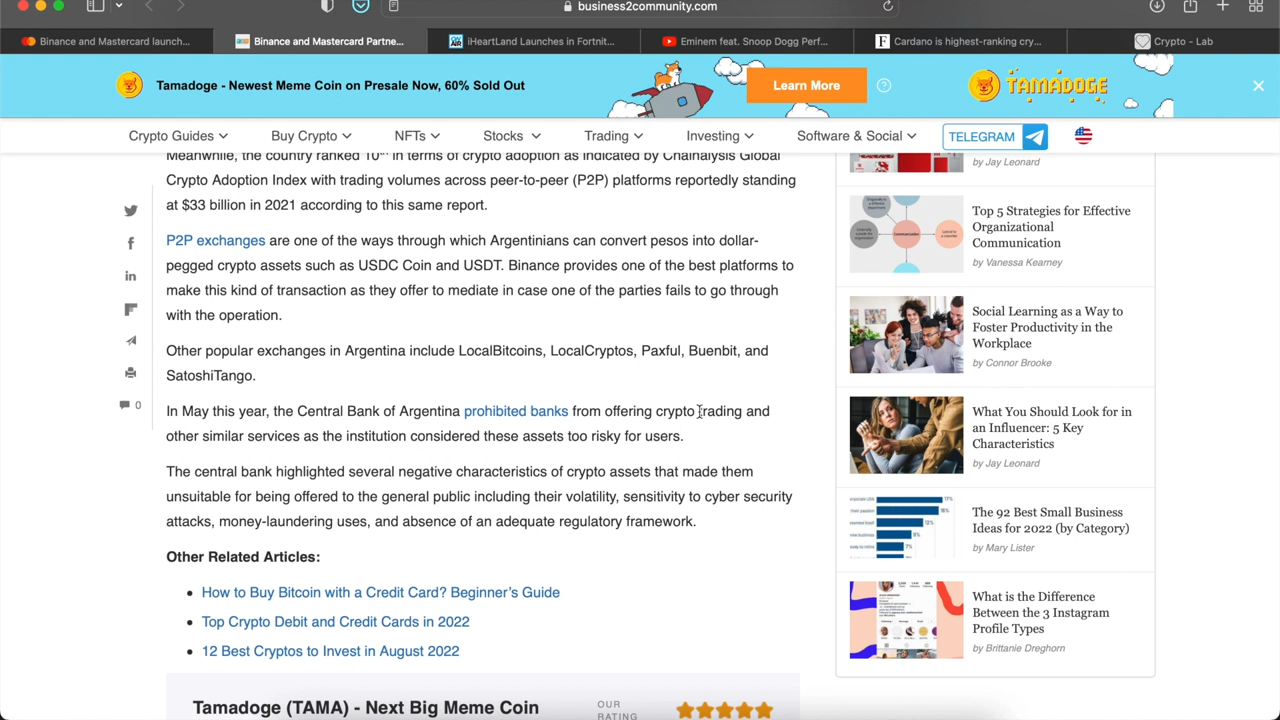 business2community.com
Binance and Mastercard launch...
Binance and Mastercard Partne...
iHeartLand Launches in Fortnit...
Eminem feat. Snoop Dogg Perf...
Cardano is highest-ranking cry...
Crypto - Lab
Tamadoge - Newest Meme Coin on Presale Now, 60% Sold Out
Learn More
TAMADOGE
Crypto Guides
Buy Crypto
NFTs
Stocks
Trading
Investing
Software & Social
TELEGRAM
Meanwhile, the country ranked 10th in terms of crypto adoption as indicated by Chainalysis Global
Crypto Adoption Index with trading volumes across peer-to-peer (P2P) platforms reportedly standing
at $33 billion in 2021 according to this same report.
P2P exchanges are one of the ways through which Argentinians can convert pesos into dollar-
pegged crypto assets such as USDC Coin and USDT. Binance provides one of the best platforms to
make this kind of transaction as they offer to mediate in case one of the parties fails to go through
with the operation.
Other popular exchanges in Argentina include LocalBitcoins, LocalCryptos, Paxful, Buenbit, and
SatoshiTango.
0
In May this year, the Central Bank of Argentina prohibited banks from offering crypto trading and
other similar services as the institution considered these assets too risky for users.
The central bank highlighted several negative characteristics of crypto assets that made them
unsuitable for being offered to the general public including their volatility, sensitivity to cyber security
attacks, money-laundering uses, and absence of an adequate regulatory framework.
Other Related Articles:
How to Buy Bitcoin with a Credit Card? Beginner's Guide
Top Crypto Debit and Credit Cards in 2022
12 Best Cryptos to Invest in August 2022
Tamadoge (TAMA) - Next Big Meme Coin
OUR
RATING
by Jay Leonard
Top 5 Strategies for Effective
Organizational
Communication
by Vanessa Kearney
Social Learning as a Way to
Foster Productivity in the
Workplace
by Connor Brooke
What You Should Look for in
an Influencer: 5 Key
Characteristics
by Jay Leonard
The 92 Best Small Business
Ideas for 2022 (by Category)
by Mary Lister
What is the Difference
Between the 3 Instagram
Profile Types
by Brittanie Dreghorn